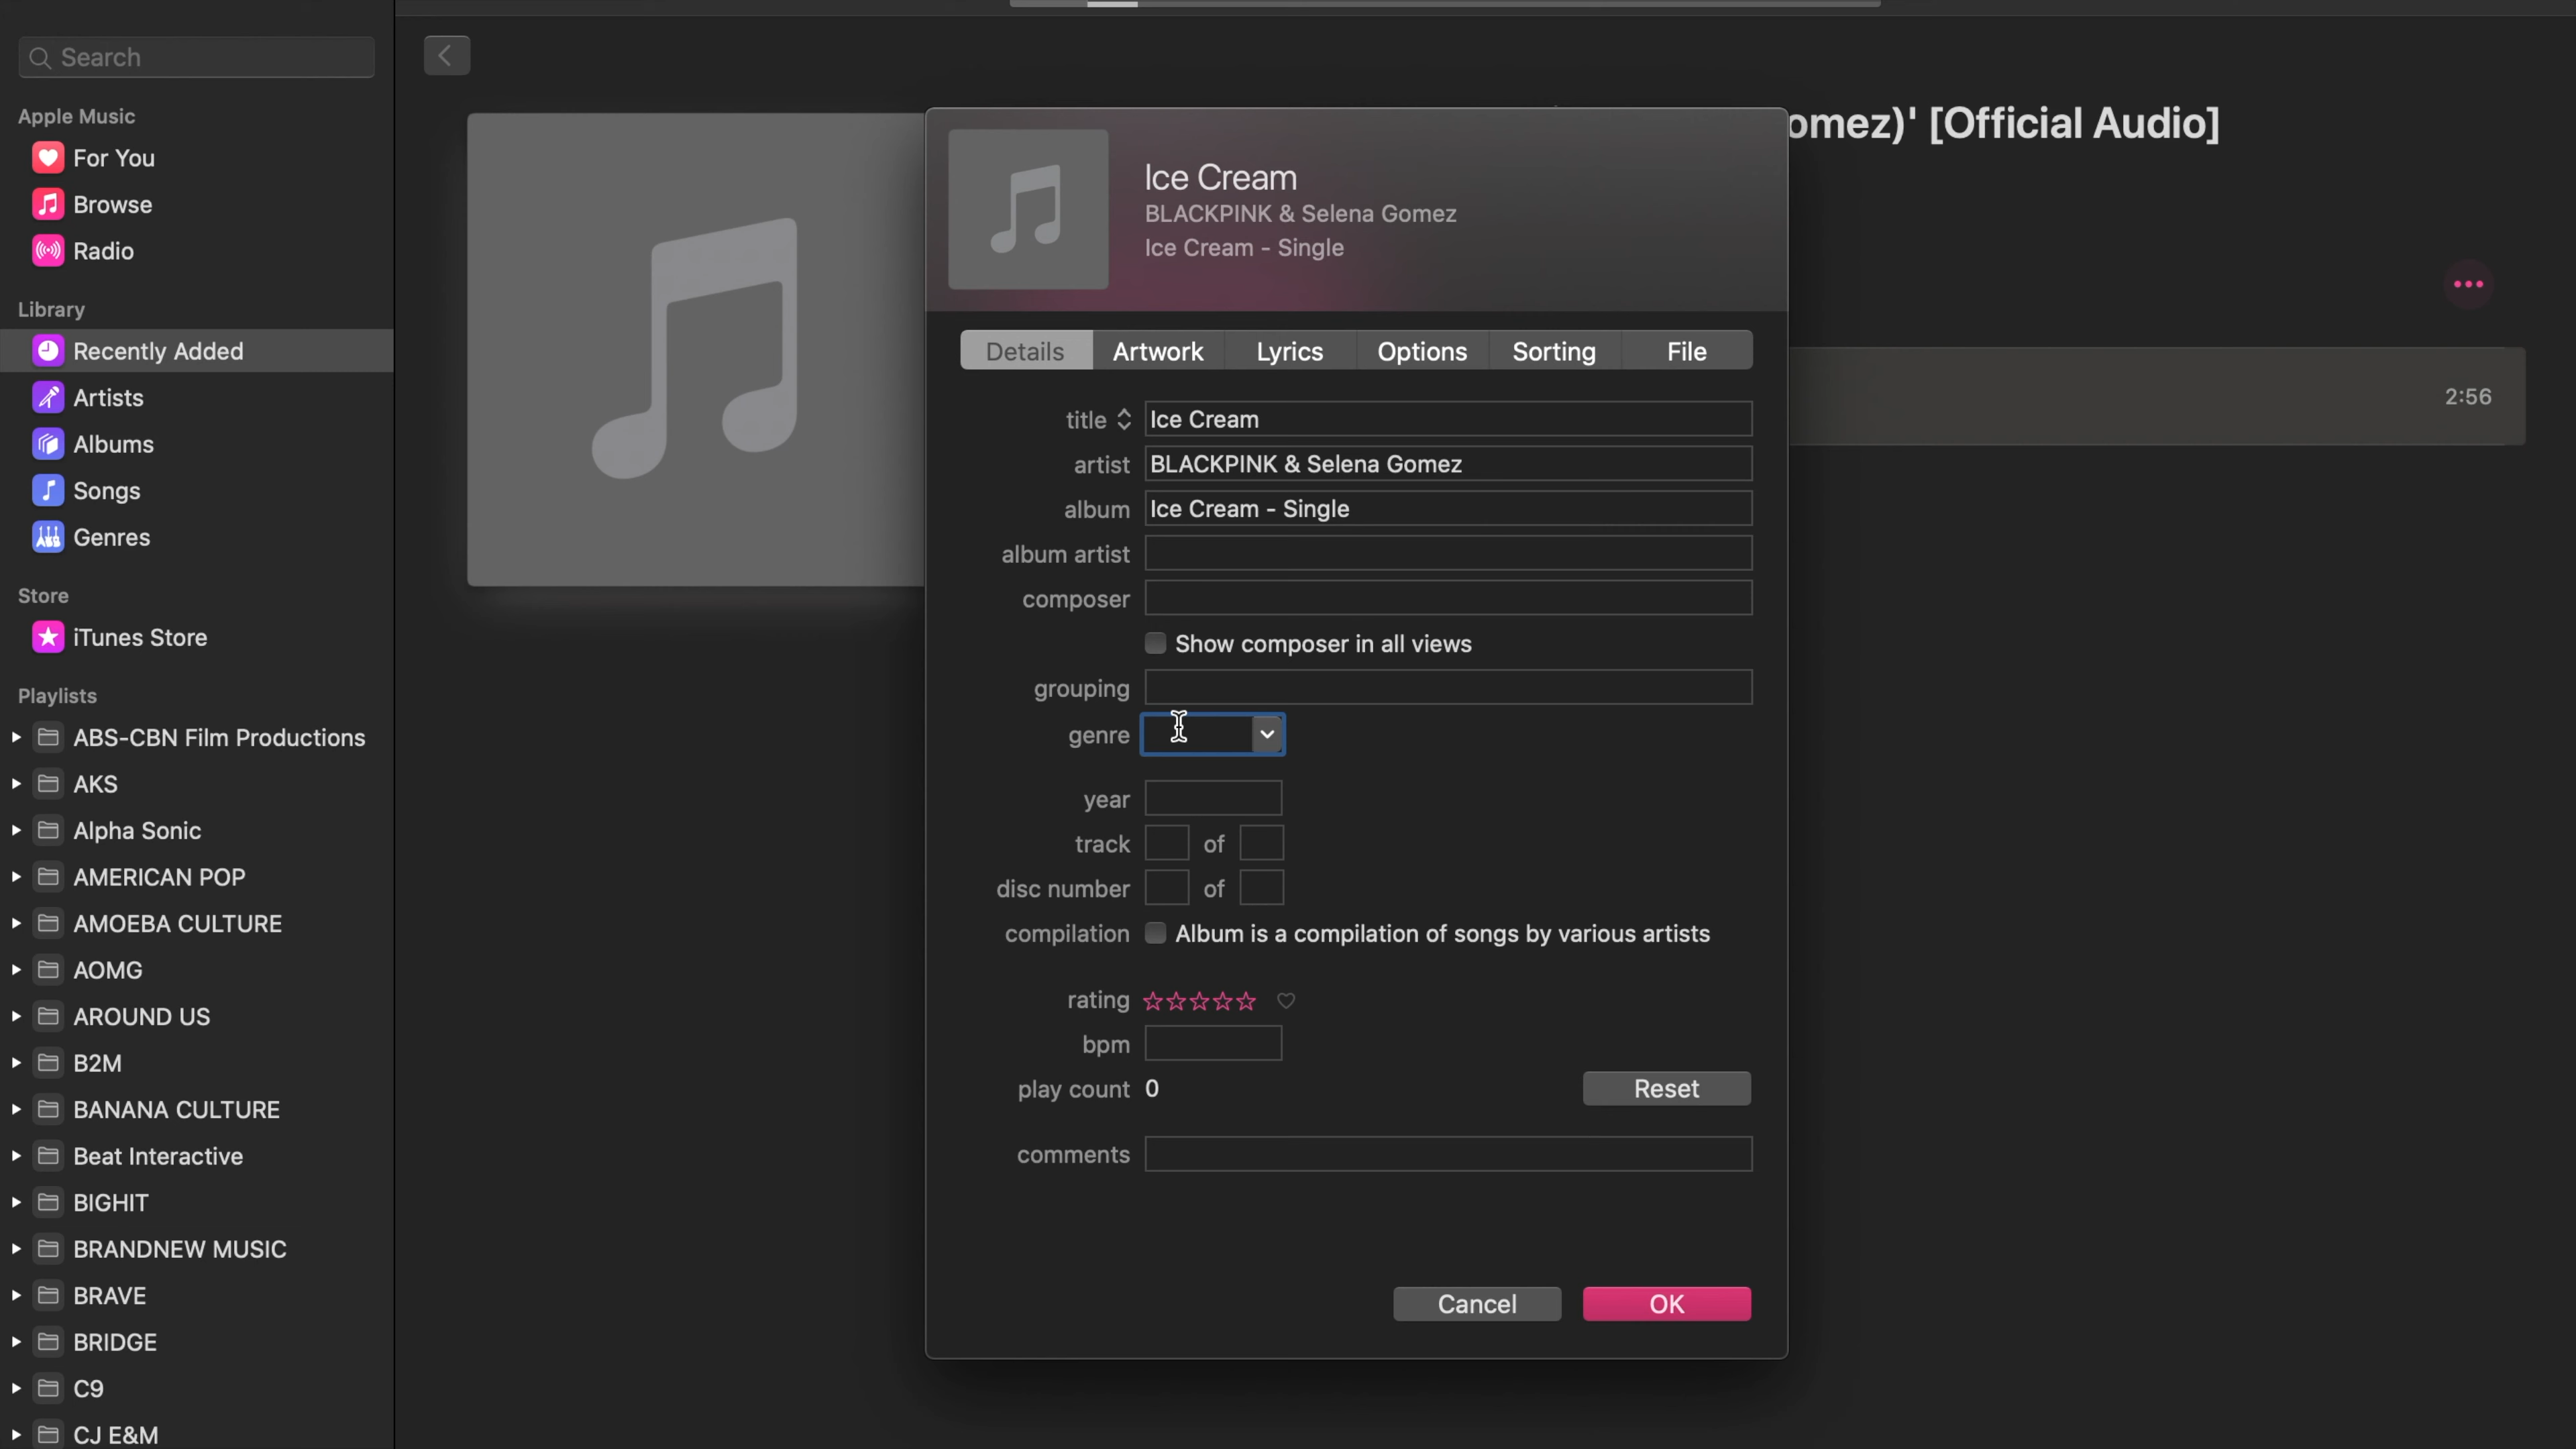 Search
Apple Music
For You
Browse
Radio
Library
Recently Added
Artists
Albums
Songs
Genres
Store
iTunes Store
Playlists
ABS-CBN Film Productions
AKS
Alpha Sonic
AMERICAN POP
AMOEBA CULTURE
AOMG
AROUND US
B2M
BANANA CULTURE
Beat Interactive
BIGHIT
BRANDNEW MUSIC
BRAVE
BRIDGE
C9
CJ E&M
omez)' [Official Audio]
2:56
Ice Cream
BLACKPINK & Selena Gomez
Ice Cream - Single
Details Artwork Lyrics Options Sorting File
title Ice Cream
artist BLACKPINK & Selena Gomez
album Ice Cream - Single
album artist
composer
Show composer in all views
grouping
genre
year
track of
disc number of
compilation Album is a compilation of songs by various artists
rating
bpm
play count 0 Reset
comments
Cancel OK